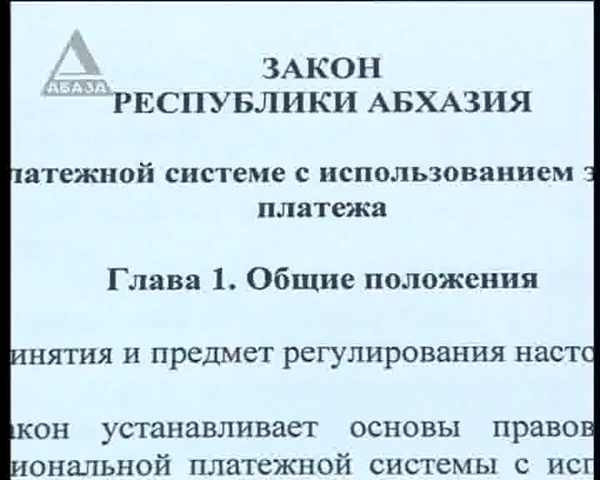 АБАЗА
ЗАКОН
РЕСПУБЛИКИ АБХАЗИЯ
латежной системе с использованием э
платежа
Глава 1. Общие положения
инятия и предмет регулирования насто
акон устанавливает основы правов
иональной платежной системы с исп